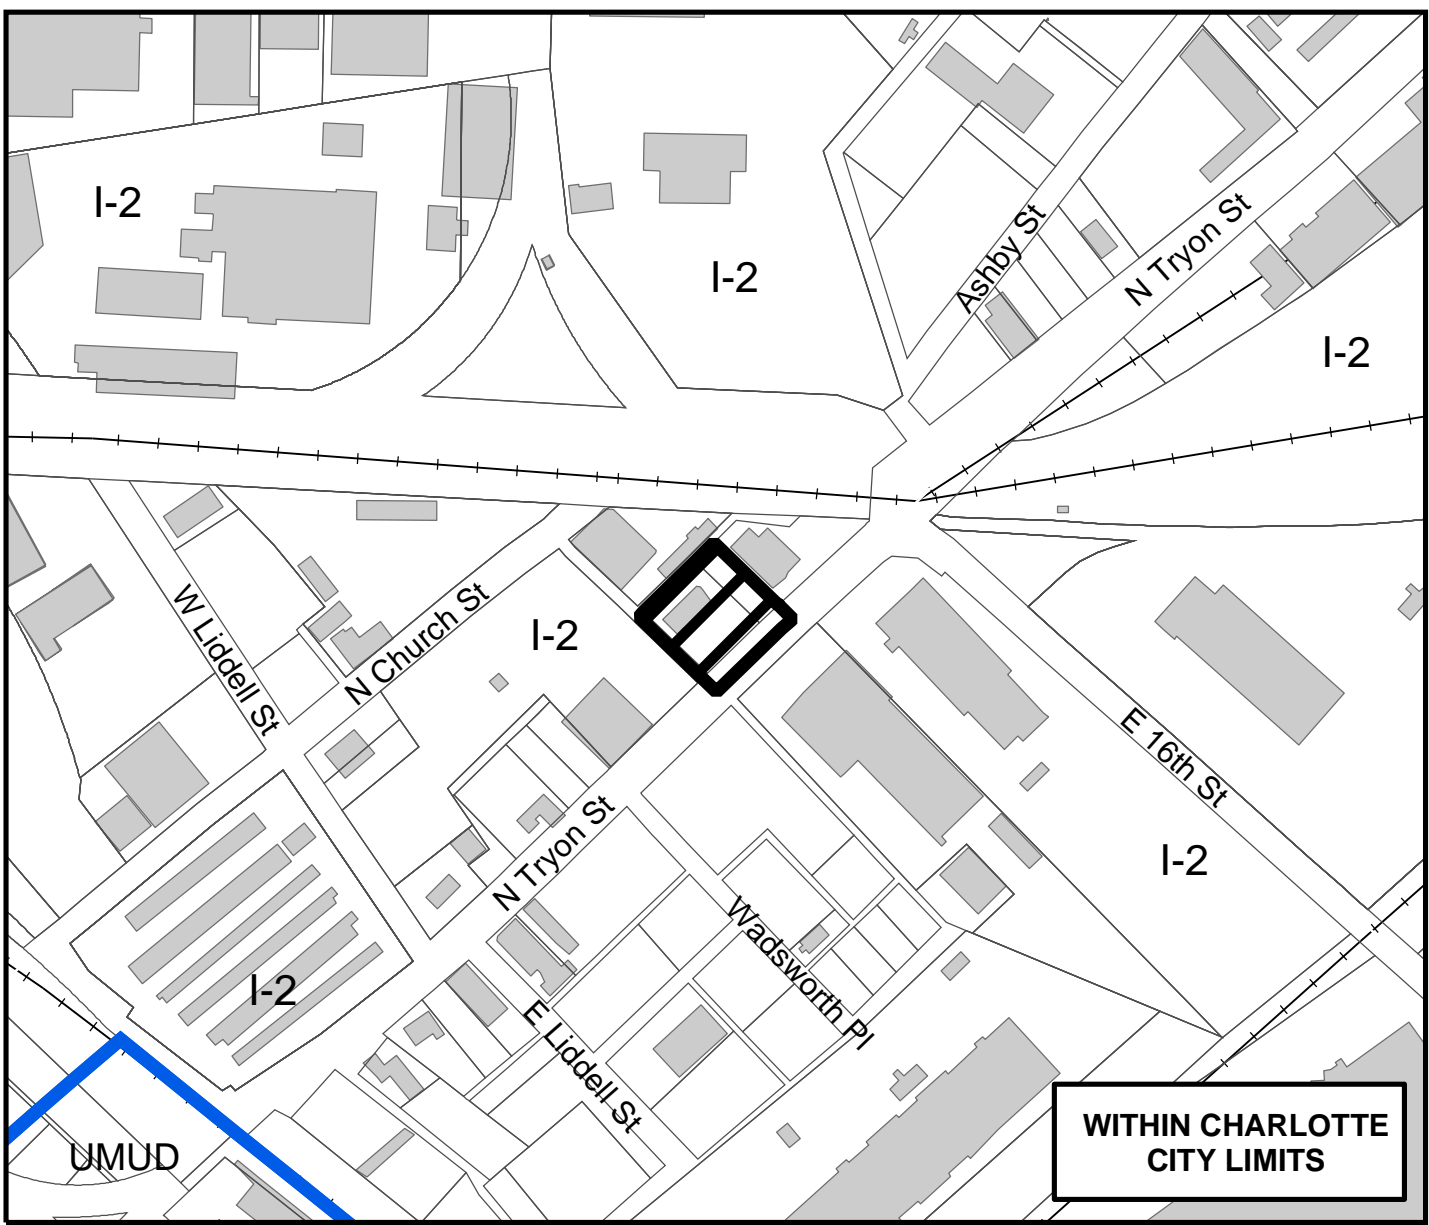 I-2
I-2
Ashby St
N Tryon St
I-2
W Liddell St
N Church St
I-2
E 16th St
N Tryon St
I-2
Wadsworth Pl
I-2
E Liddell St
UMUD
WITHIN CHARLOTTE
CITY LIMITS